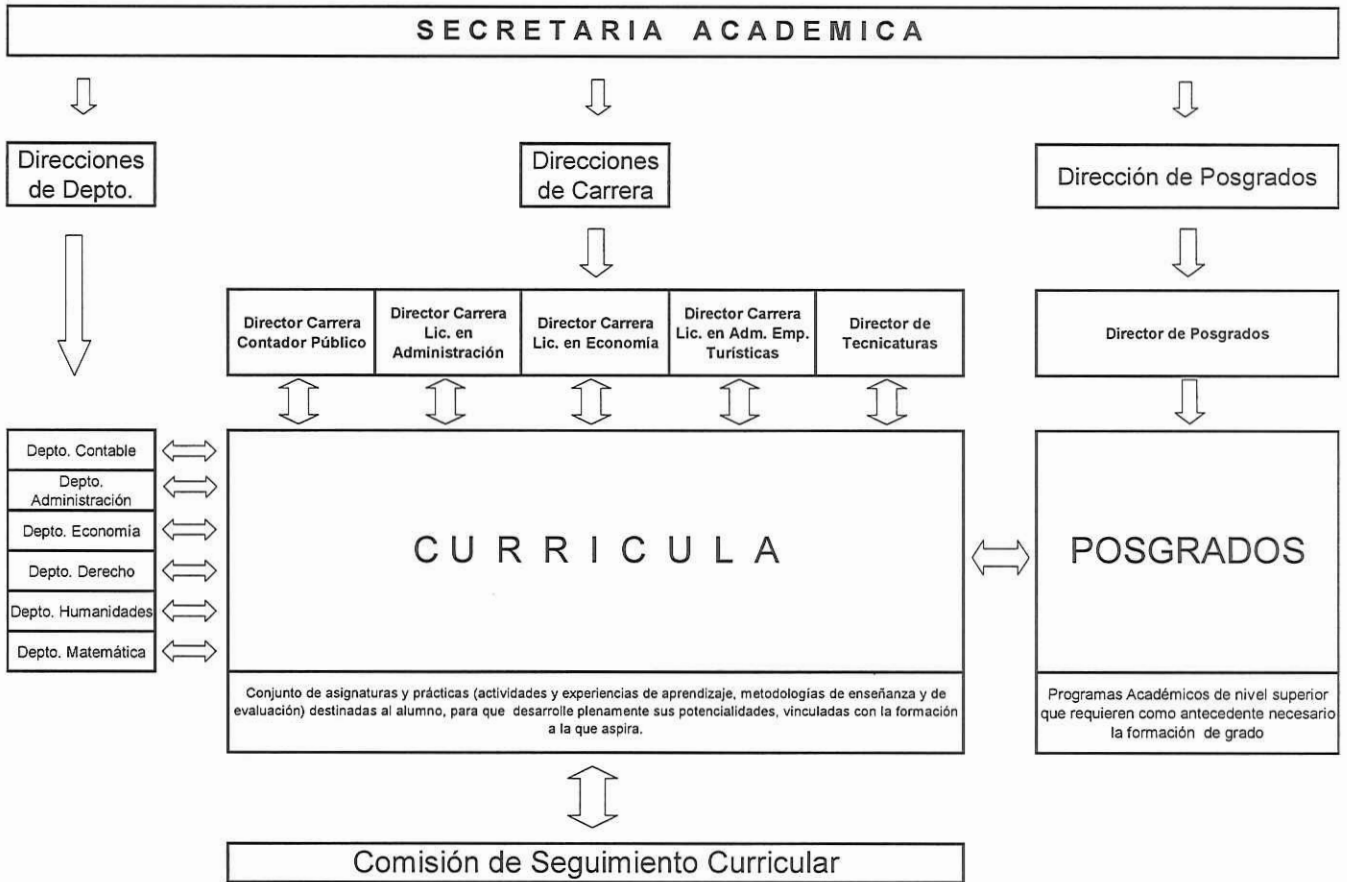 SECRETARIA ACADEMICA
Direcciones
de Depto.
Direcciones
de Carrera
Dirección de Posgrados
Director Carrera
Contador Público
Director Carrera
Lic. en
Administración
Director Carrera
Lic. en Economía
Director Carrera
Lic. en Adm. Emp.
Turísticas
Director de
Tecnicaturas
Director de Posgrados
Depto. Contable
Depto.
Administración
Depto. Economía
Depto. Derecho
Depto. Humanidades
Depto. Matemática
CURRICULA
Conjunto de asignaturas y prácticas (actividades y experiencias de aprendizaje, metodologías de enseñanza y de
evaluación) destinadas al alumno, para que desarrolle plenamente sus potencialidades, vinculadas con la formación
a la que aspira.
POSGRADOS
Programas Académicos de nivel superior
que requieren como antecedente necesario
la formación de grado
Comisión de Seguimiento Curricular